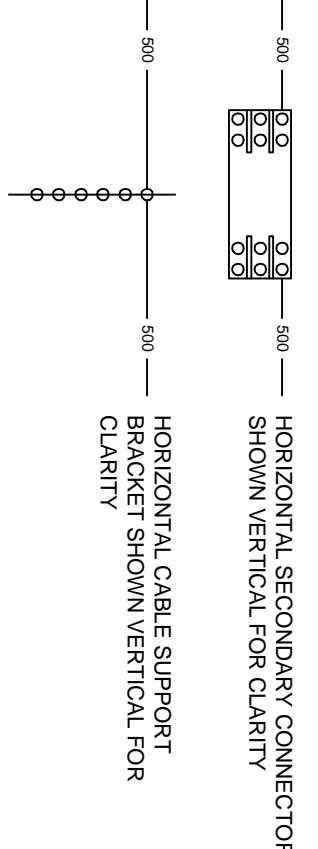 500
500
HORIZONTAL SECONDARY CONNECTOR
SHOWN VERTICAL FOR CLARITY
500
500
HORIZONTAL CABLE SUPPORT
BRACKET SHOWN VERTICAL FOR
CLARITY